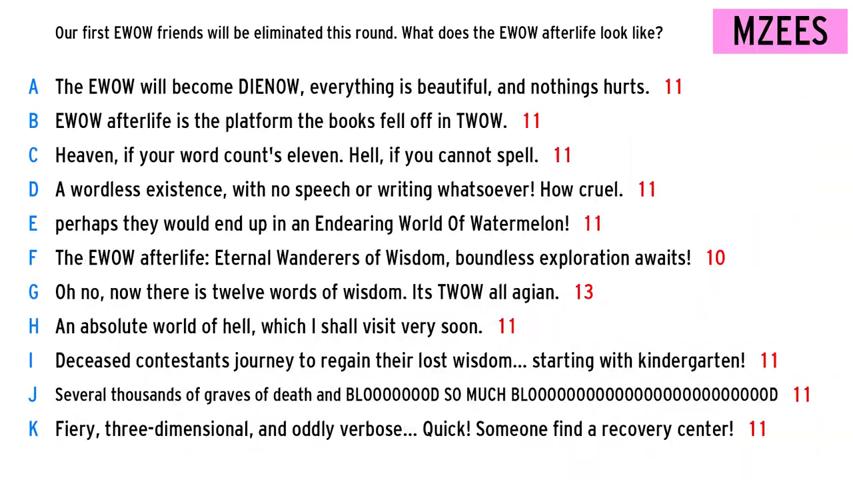 Our first EWOW friends will be eliminated this round. What does the EWOW afterlife look like?
MZEES
A The EWOW will become DIENOW, everything is beautiful, and nothings hurts. 11
B EWOW afterlife is the platform the books fell off in TWOW. 11
C Heaven, if your word count's eleven. Hell, if you cannot spell. 11
D A wordless existence, with no speech or writing whatsoever! How cruel. 11
E perhaps they would end up in an Endearing World Of Watermelon! 11
F The EWOW afterlife: Eternal Wanderers of Wisdom, boundless exploration awaits! 10
G Oh no, now there is twelve words of wisdom. Its TWOW all agian. 13
H An absolute world of hell, which I shall visit very soon. 11
I Deceased contestants journey to regain their lost wisdom... starting with kindergarten! 11
J Several thousands of graves of death and BLOOOOOOOD SO MUCH BLOOOOOOOOOOOOOOOOOOOOOOOOOD 11
K Fiery, three-dimensional, and oddly verbose... Quick! Someone find a recovery center! 11